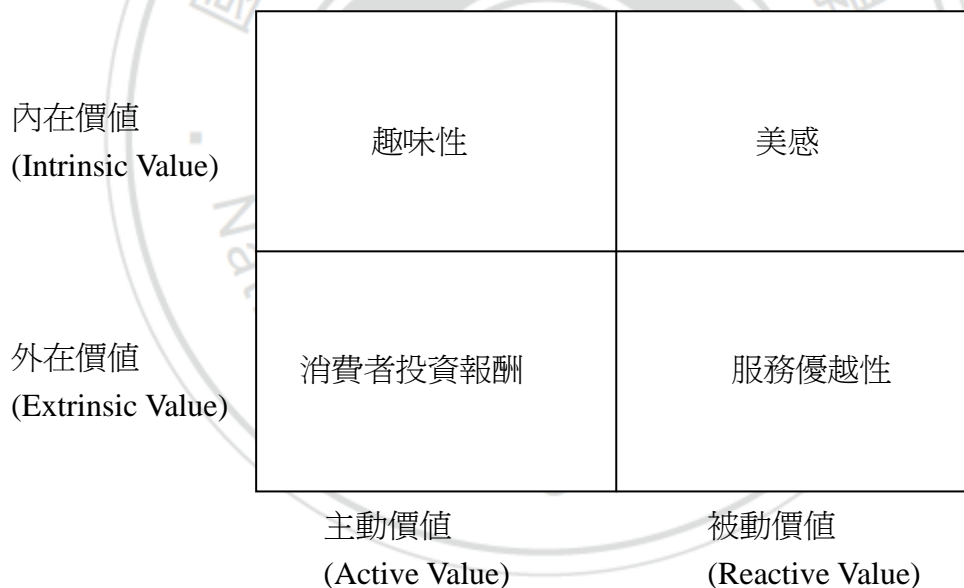 內在價值
(Intrinsic Value)
趣味性
美感
外在價值
(Extrinsic Value)
消費者投資報酬
服務優越性
主動價值
(Active Value)
被動價值
(Reactive Value)